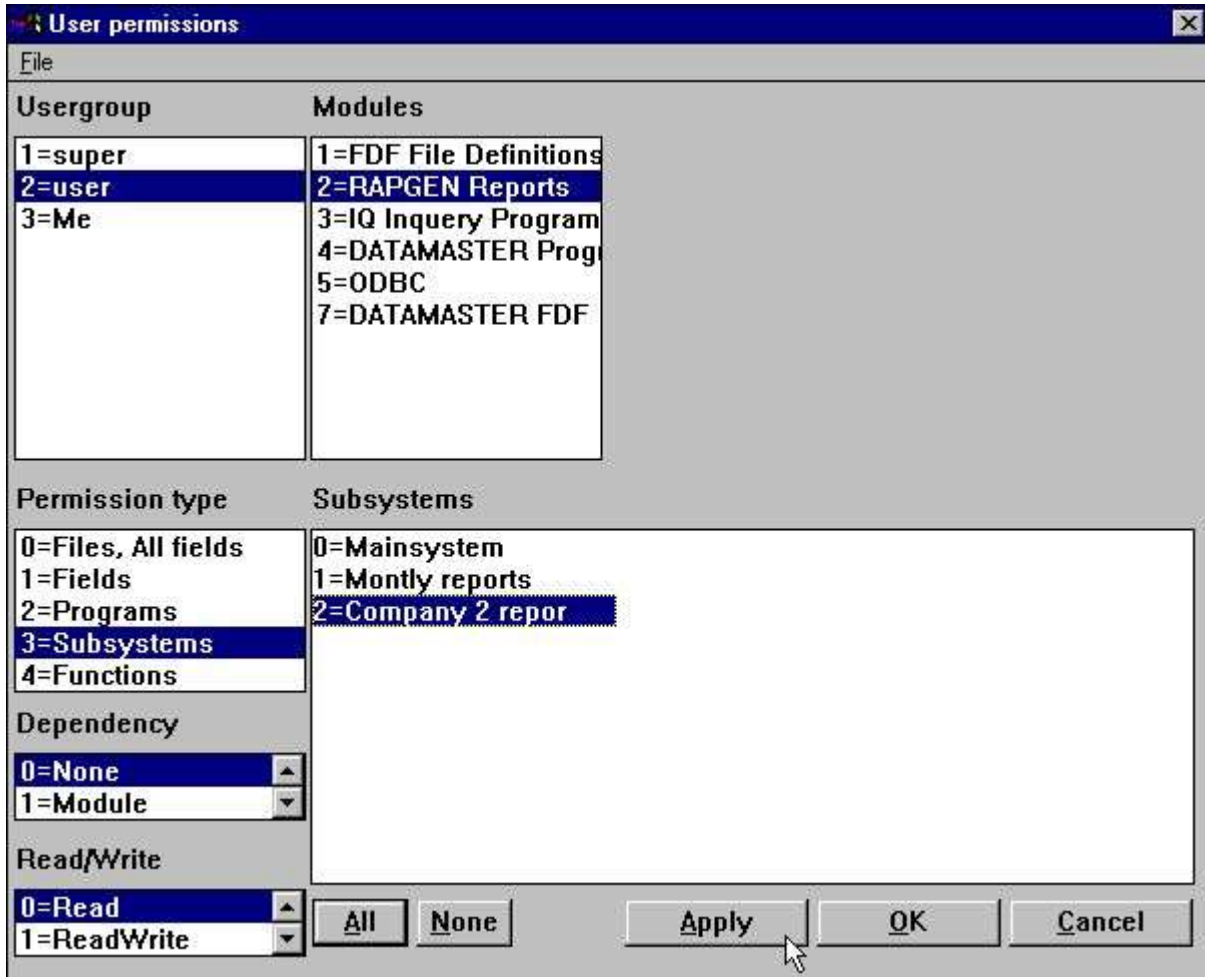 User permissions
File
Usergroup
1=super
2=user
3=Me
Modules
1=FDF File Definitions
2=RAPGEN Reports
3=IQ Inquery Program
4=DATAMASTER Progr
5=ODBC
7=DATAMASTER FDF
Permission type
0=Files, All fields
1=Fields
2=Programs
3=Subsystems
4=Functions
Subsystems
0=Mainsystem
1=Montly reports
2=Company 2 repor
Dependency
0=None
1=Module
Read/Write
0=Read
1=ReadWrite
All
None
Apply
OK
Cancel